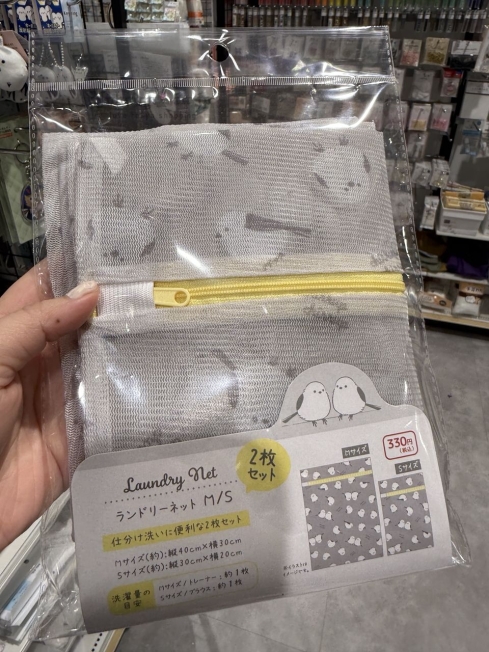 Laundry Net
ランドリーネット M/S
2枚
セット
仕分け洗いに便利な2枚セット
Mサイズ(約):縦40cm×横30cm
Sサイズ(約):縦30cm×横20cm
洗濯量の
目安
Mサイズ/トレーナー:約1枚
Sサイズ/ブラウス:約1枚
Mサイズ
Sサイズ
330円
(税込)